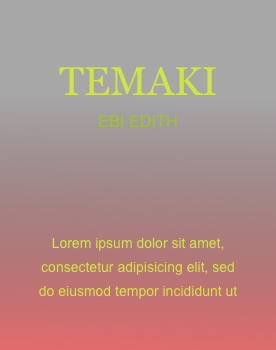 TEMAKI
EBI EDITH
Lorem ipsum dolor sit amet,
consectetur adipisicing elit, sed
do eiusmod tempor incididunt ut